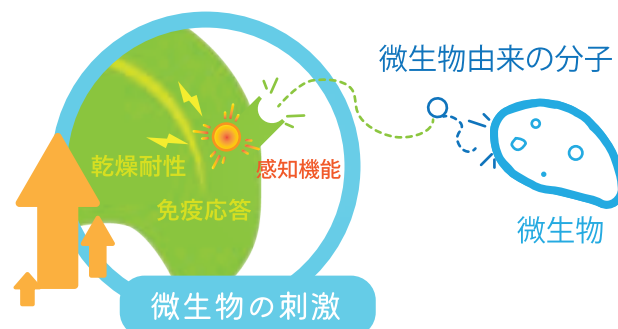 微生物由来の分子
乾燥耐性
感知機能
免疫応答
微生物
微生物の刺激